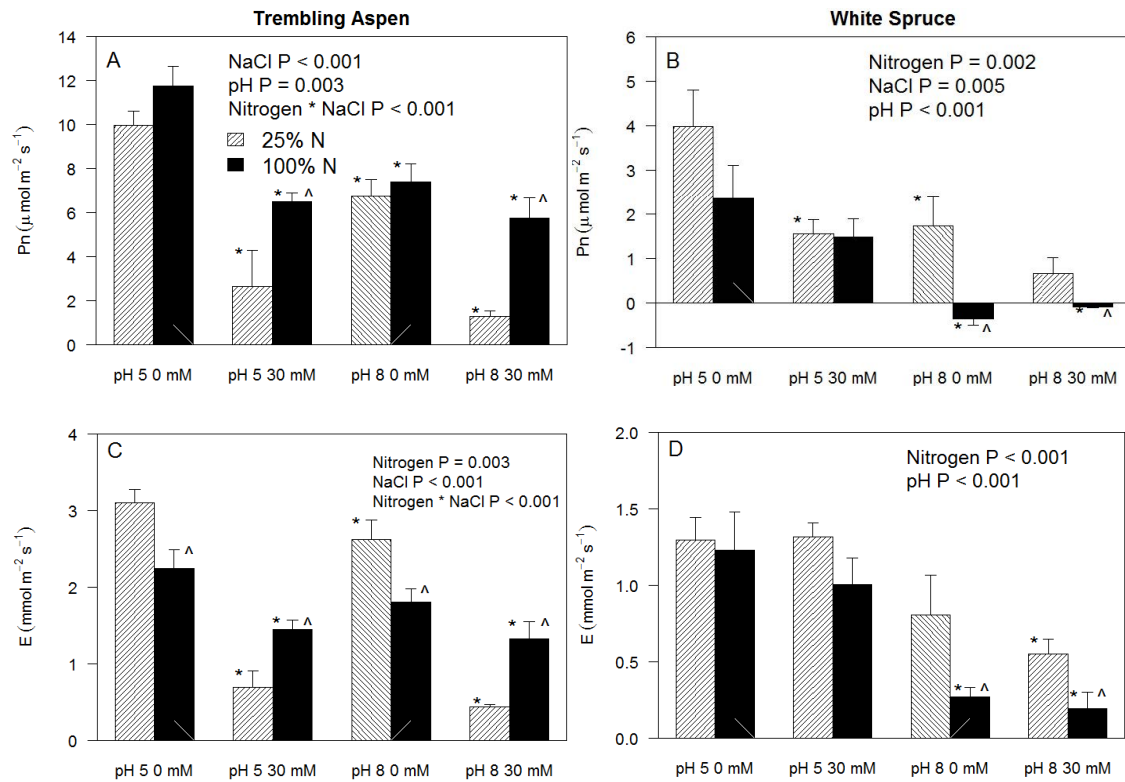 Trembling Aspen
White Spruce
A
NaCl P < 0.001
pH P = 0.003
Nitrogen * NaCl P < 0.001
25% N
100% N
Pn (μ mol m⁻² s⁻¹)
14
12
10
8
6
4
2
0
* * ^ * * * * ^
pH 5 0 mM pH 5 30 mM pH 8 0 mM pH 8 30 mM
B
Nitrogen P = 0.002
NaCl P = 0.005
pH P < 0.001
Pn (μ mol m⁻² s⁻¹)
6
5
4
3
2
1
0
-1
* * * ^ * ^
pH 5 0 mM pH 5 30 mM pH 8 0 mM pH 8 30 mM
C
Nitrogen P = 0.003
NaCl P < 0.001
Nitrogen * NaCl P < 0.001
E (mmol m⁻² s⁻¹)
4
3
2
1
0
^ * * ^ * ^ * * ^
pH 5 0 mM pH 5 30 mM pH 8 0 mM pH 8 30 mM
D
Nitrogen P < 0.001
pH P < 0.001
E (mmol m⁻² s⁻¹)
2.0
1.5
1.0
0.5
0.0
* ^ * * ^
pH 5 0 mM pH 5 30 mM pH 8 0 mM pH 8 30 mM